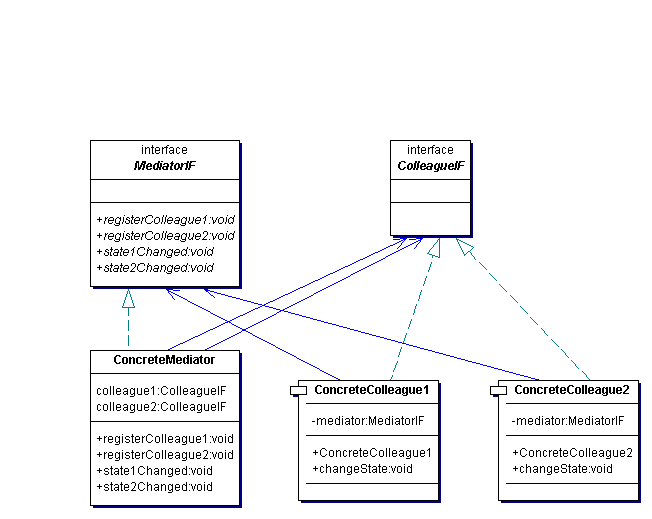 interface
MediatorIF
+registerColleague1:void
+registerColleague2:void
+state1Changed:void
+state2Changed:void
interface
ColleagueIF
ConcreteMediator
colleague1:ColleagueIF
colleague2:ColleagueIF
+registerColleague1:void
+registerColleague2:void
+state1Changed:void
+state2Changed:void
ConcreteColleague1
-mediator:MediatorIF
+ConcreteColleague1
+changeState:void
ConcreteColleague2
-mediator:MediatorIF
+ConcreteColleague2
+changeState:void